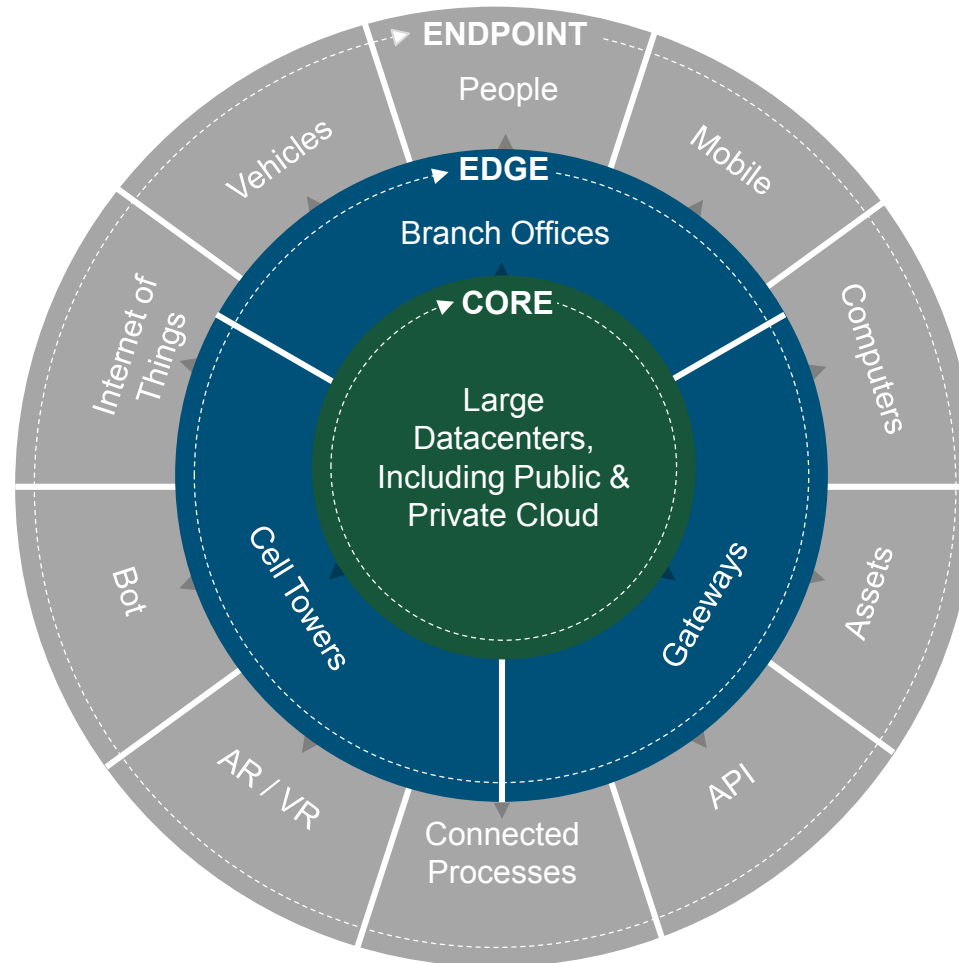 ENDPOINT
People
Mobile
Computers
Assets
API
Connected
Processes
AR / VR
Bot
Internet of
Things
Vehicles
EDGE
Branch Offices
Gateways
Cell Towers
CORE
Large
Datacenters,
Including Public &
Private Cloud